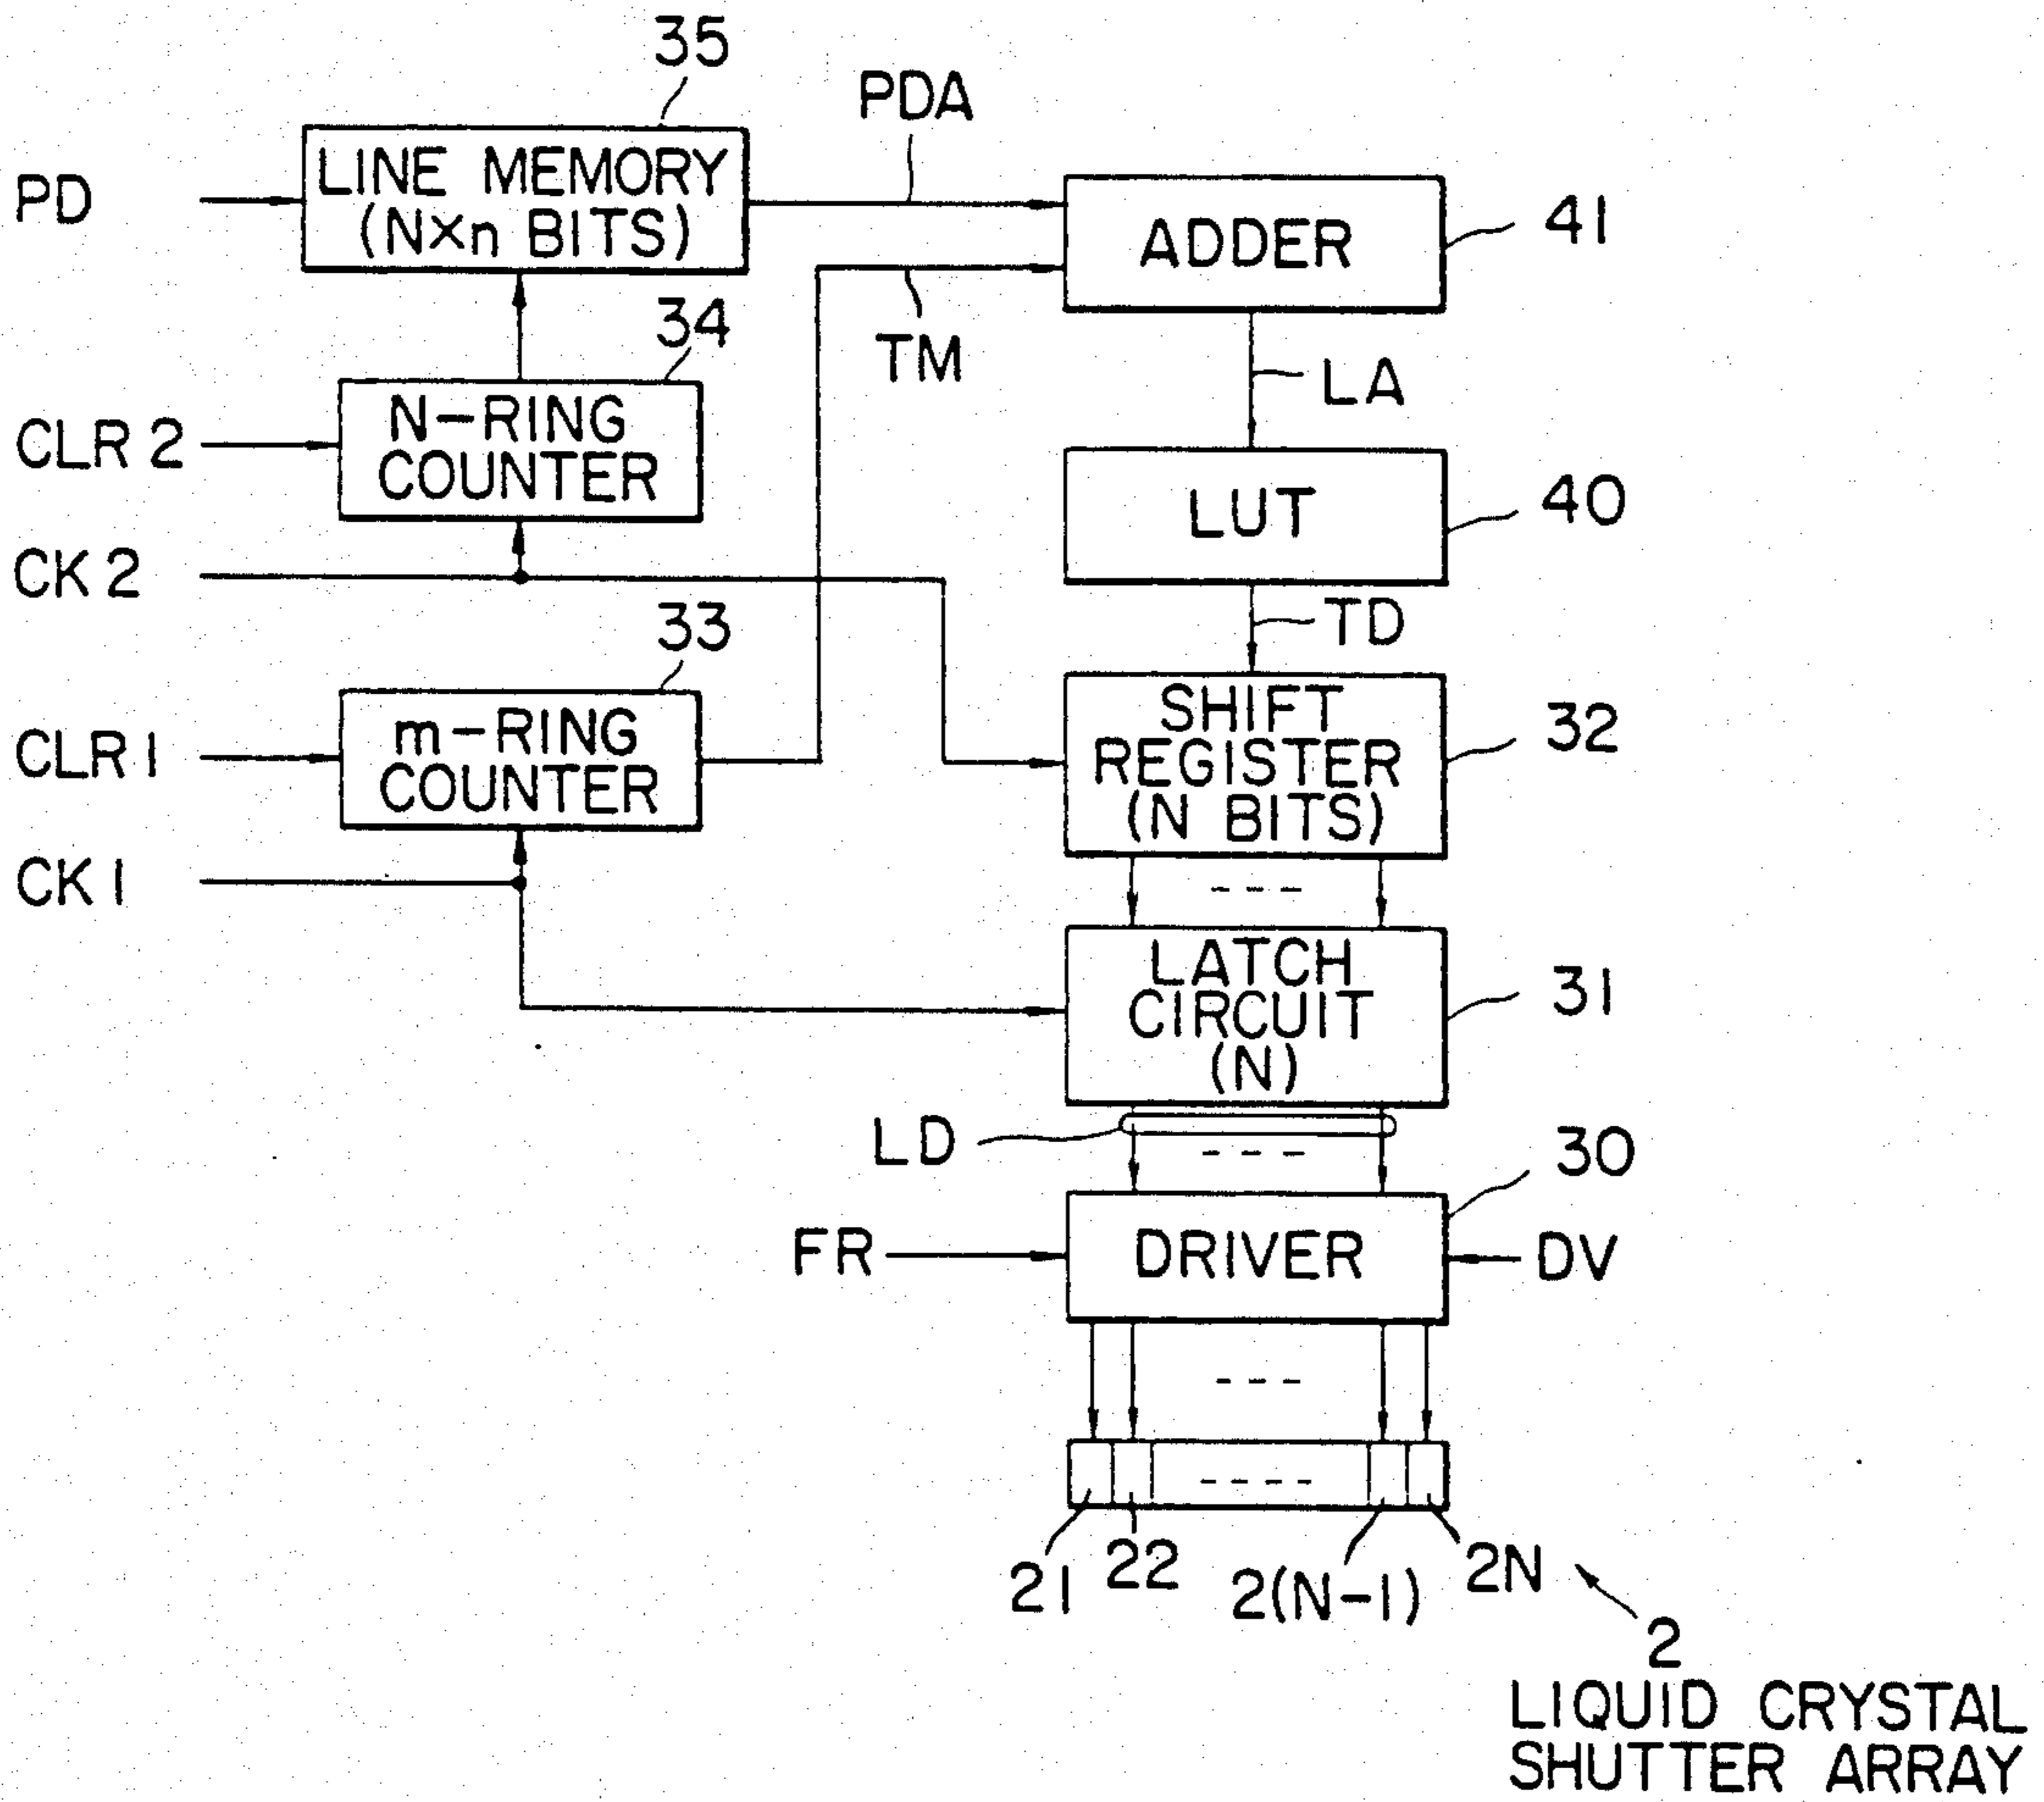 35
PDA
PD
LINE MEMORY
(N×n BITS)
ADDER
41
TM
34
LA
CLR 2
N-RING
COUNTER
LUT
40
CK 2
TD
33
SHIFT
REGISTER
(N BITS)
32
CLR 1
m-RING
COUNTER
CK 1
LATCH
CIRCUIT
(N)
31
LD
30
FR
DRIVER
DV
21
22
2(N-1)
2N
2
LIQUID CRYSTAL
SHUTTER ARRAY